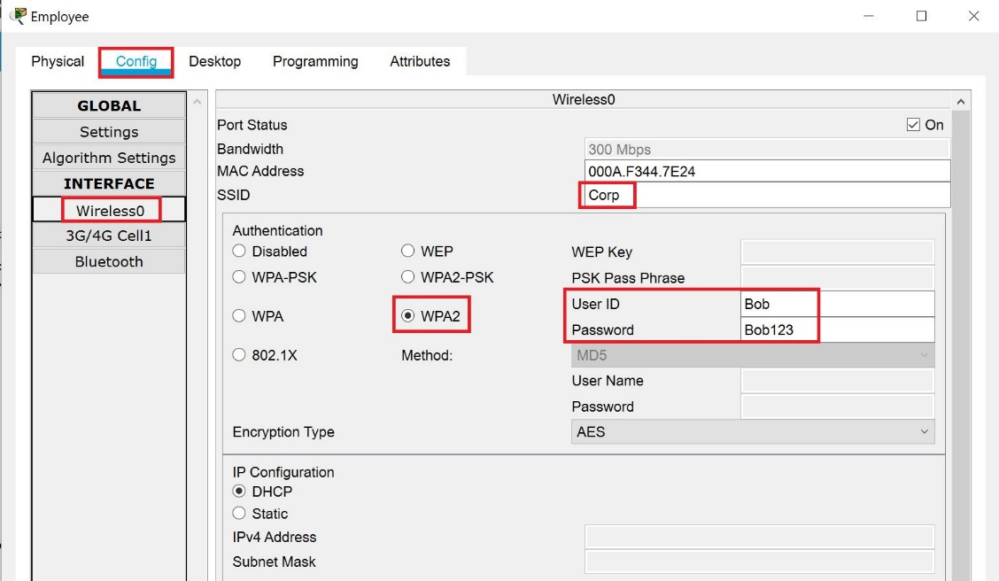 Employee
Physical Config Desktop Programming Attributes
GLOBAL
Settings
Algorithm Settings
INTERFACE
Wireless0
3G/4G Cell1
Bluetooth
Wireless0
Port Status On
Bandwidth 300 Mbps
MAC Address 000A.F344.7E24
SSID Corp
Authentication
Disabled WEP WEP Key
WPA-PSK WPA2-PSK PSK Pass Phrase
User ID Bob
WPA WPA2
Password Bob123
802.1X Method: MD5
User Name
Password
Encryption Type AES
IP Configuration
DHCP
Static
IPv4 Address
Subnet Mask